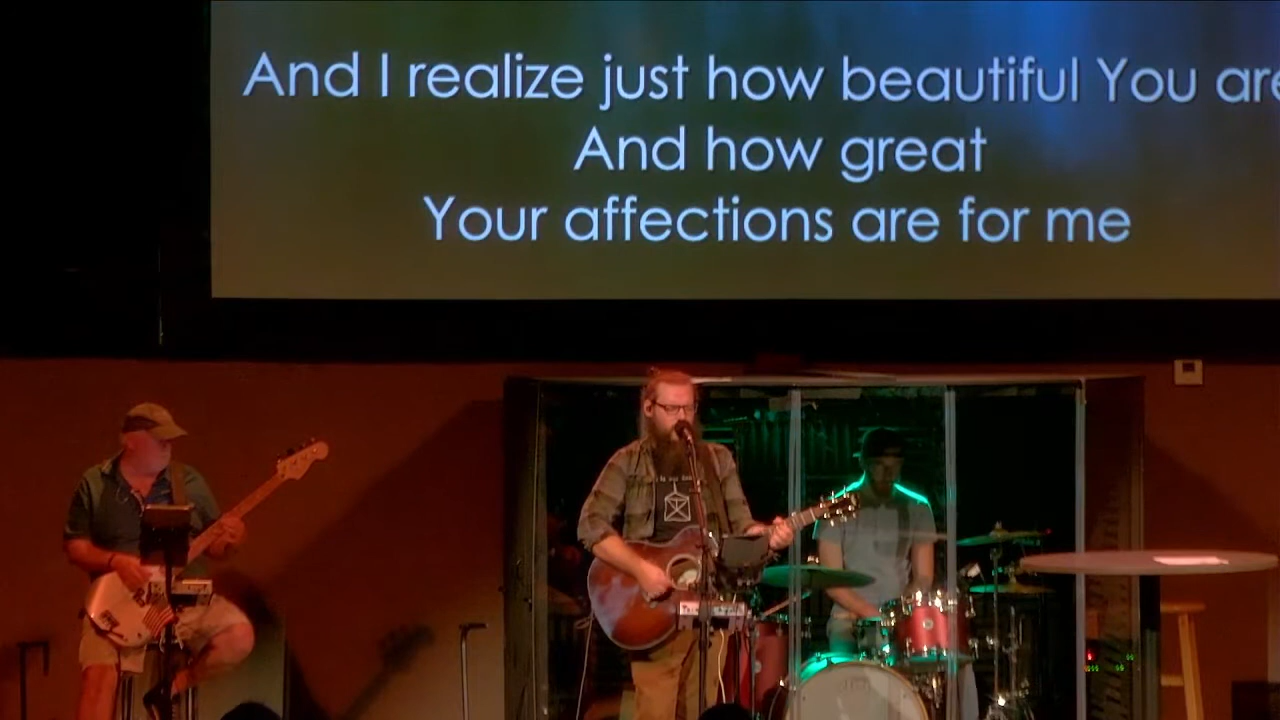 And I realize just how beautiful You are
And how great
Your affections are for me